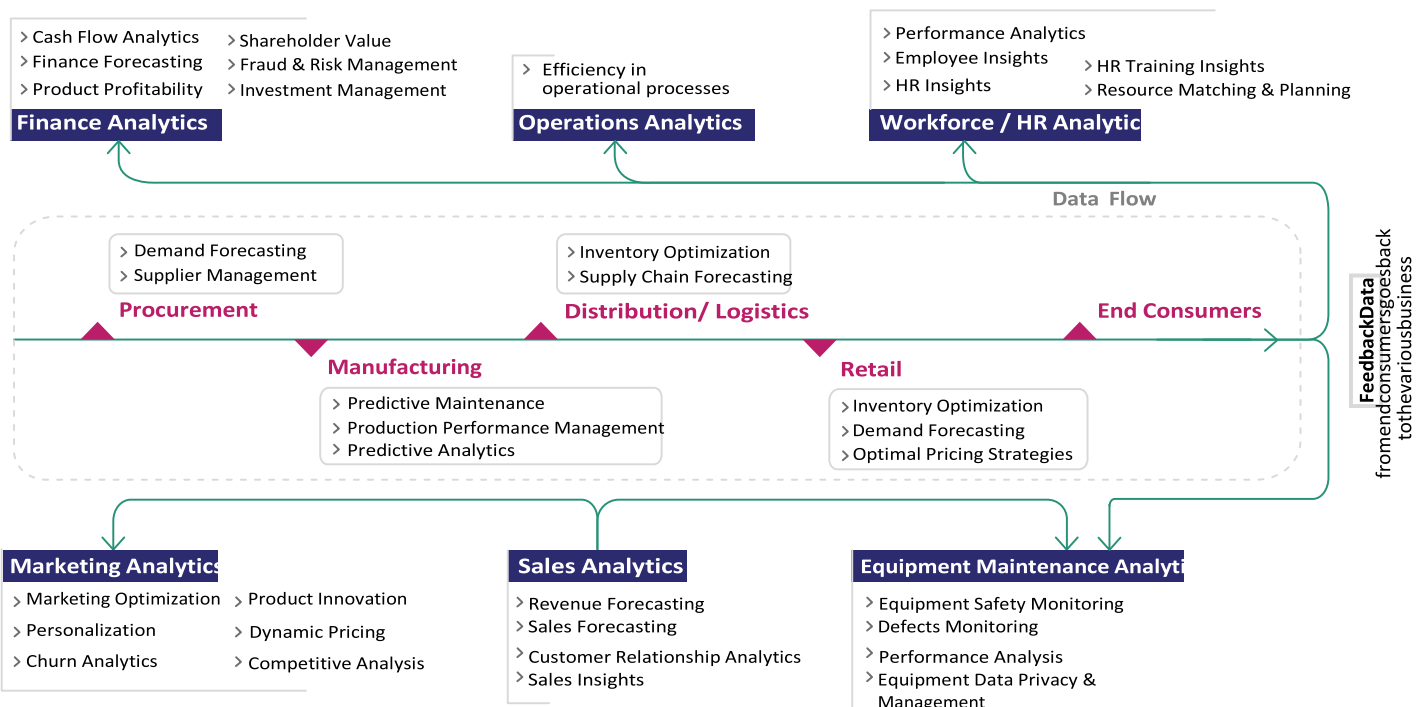 Cash Flow Analytics
Finance Forecasting
Product Profitability
Shareholder Value
Fraud & Risk Management
Investment Management
Finance Analytics
Efficiency in
operational processes
Operations Analytics
Performance Analytics
Employee Insights
HR Insights
HR Training Insights
Resource Matching & Planning
Workforce / HR Analytic
Data Flow
Demand Forecasting
Supplier Management
Procurement
Inventory Optimization
Supply Chain Forecasting
Distribution/ Logistics
End Consumers
Manufacturing
Predictive Maintenance
Production Performance Management
Predictive Analytics
Retail
Inventory Optimization
Demand Forecasting
Optimal Pricing Strategies
FeedbackData
fromendconsumersgoesback
tothevariousbusiness
Marketing Analytics
Marketing Optimization
Personalization
Churn Analytics
Product Innovation
Dynamic Pricing
Competitive Analysis
Sales Analytics
Revenue Forecasting
Sales Forecasting
Customer Relationship Analytics
Sales Insights
Equipment Maintenance Analyti
Equipment Safety Monitoring
Defects Monitoring
Performance Analysis
Equipment Data Privacy &
Management